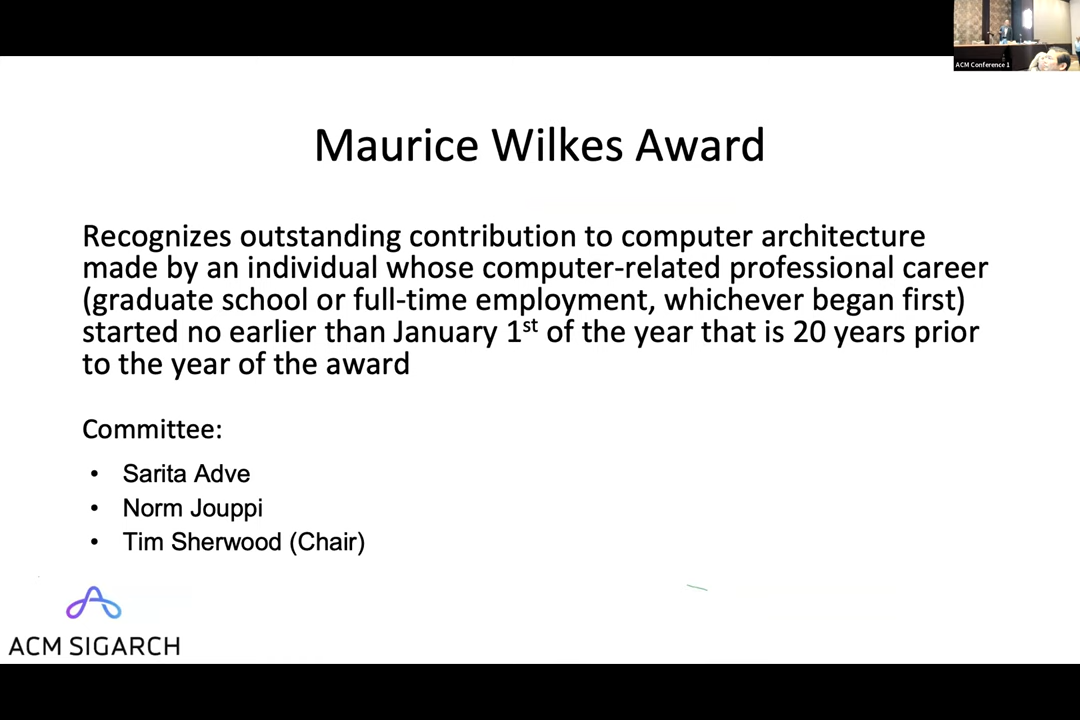 ACM Conference 1
Maurice Wilkes Award
Recognizes outstanding contribution to computer architecture
made by an individual whose computer-related professional career
(graduate school or full-time employment, whichever began first)
started no earlier than January 1st of the year that is 20 years prior
to the year of the award
Committee:
• Sarita Adve
• Norm Jouppi
• Tim Sherwood (Chair)
ACM SIGARCH